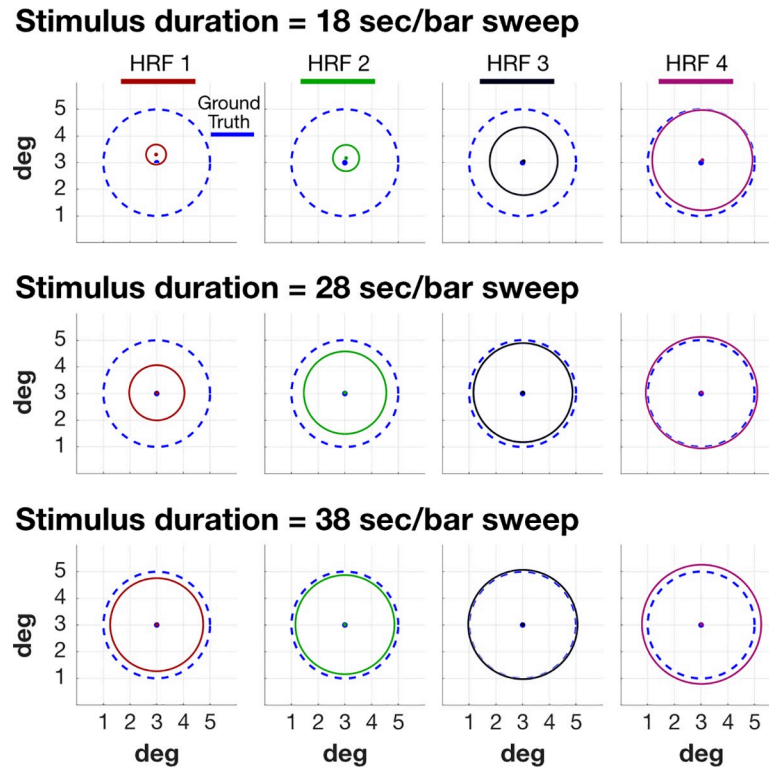 Stimulus duration = 18 sec/bar sweep
HRF 1 HRF 2 HRF 3 HRF 4
Ground
Truth
deg
5
4
3
2
1
Stimulus duration = 28 sec/bar sweep
deg
5
4
3
2
1
Stimulus duration = 38 sec/bar sweep
deg
5
4
3
2
1
1 2 3 4 5 1 2 3 4 5 1 2 3 4 5 1 2 3 4 5
deg deg deg deg